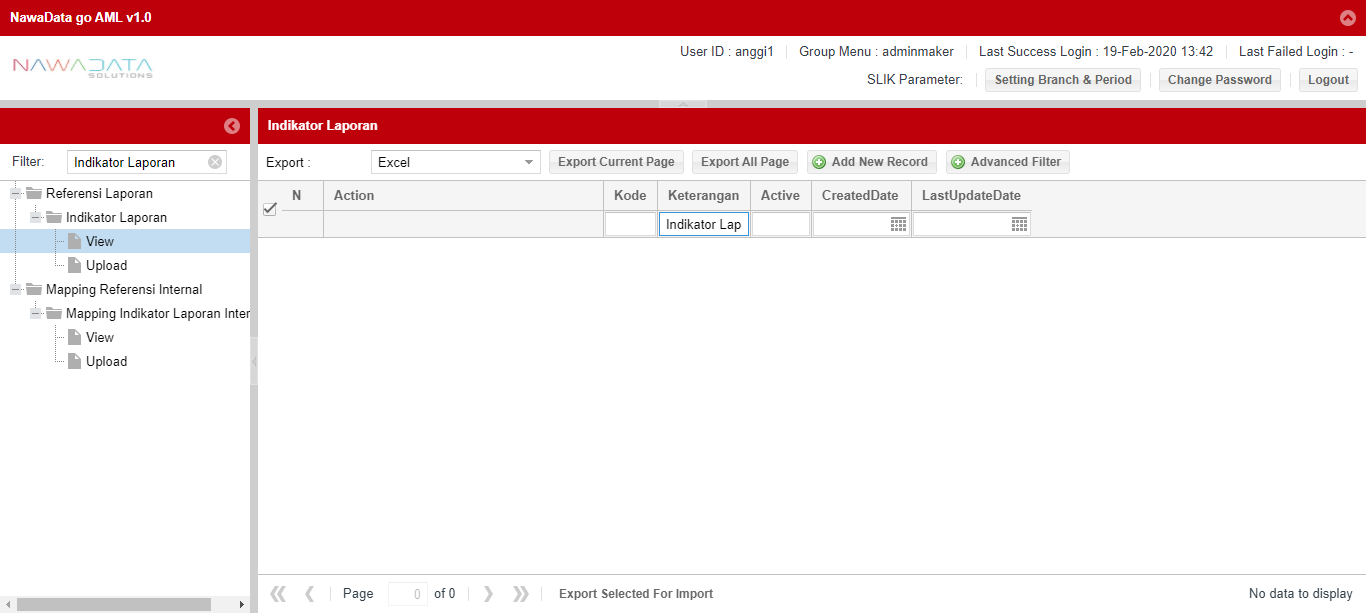 NawaData go AML v1.0
NAWADATA
SOLUTIONS
User ID : anggi1 Group Menu : adminmaker Last Success Login : 19-Feb-2020 13:42 Last Failed Login : -
SLIK Parameter: Setting Branch & Period Change Password Logout
Indikator Laporan
Filter: Indikator Laporan
Export : Excel Export Current Page Export All Page Add New Record Advanced Filter
Referensi Laporan
Indikator Laporan
View
Upload
Mapping Referensi Internal
Mapping Indikator Laporan Inter
View
Upload
N Action Kode Keterangan Active CreatedDate LastUpdateDate
Indikator Lap
Page 0 of 0 Export Selected For Import No data to display